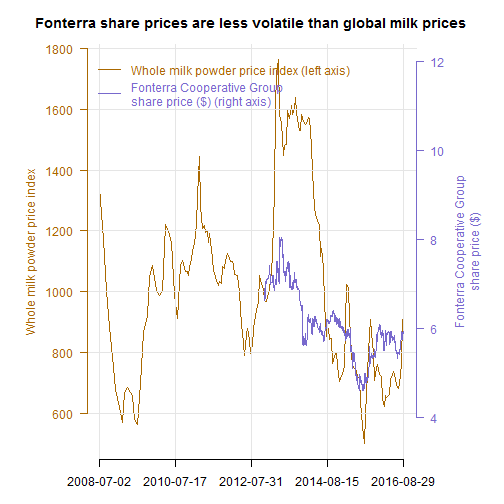 Fonterra share prices are less volatile than global milk prices
Whole milk powder price index (left axis)
Fonterra Cooperative Group
share price ($) (right axis)
Whole milk powder price index
1800
1600
1400
1200
1000
800
600
12
10
8
6
4
Fonterra Cooperative Group
share price ($)
2008-07-02 2010-07-17 2012-07-31 2014-08-15 2016-08-29